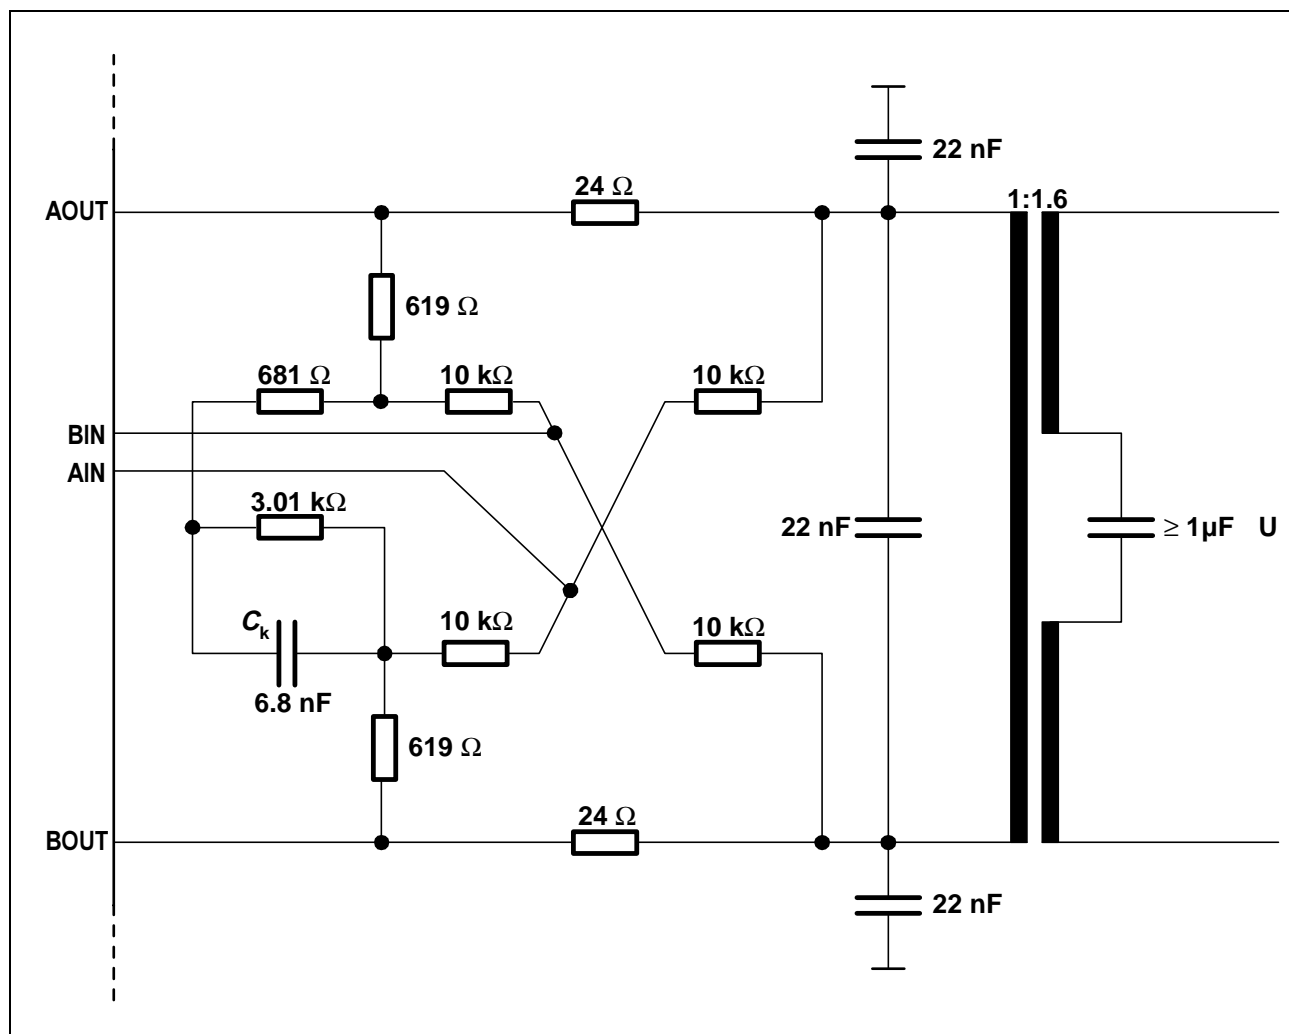 22 nF
24 Ω
1:1.6
AOUT
619 Ω
681 Ω
10 kΩ
10 kΩ
BIN
AIN
3.01 kΩ
22 nF
≥ 1µF U
Ck
10 kΩ
10 kΩ
6.8 nF
619 Ω
24 Ω
BOUT
22 nF